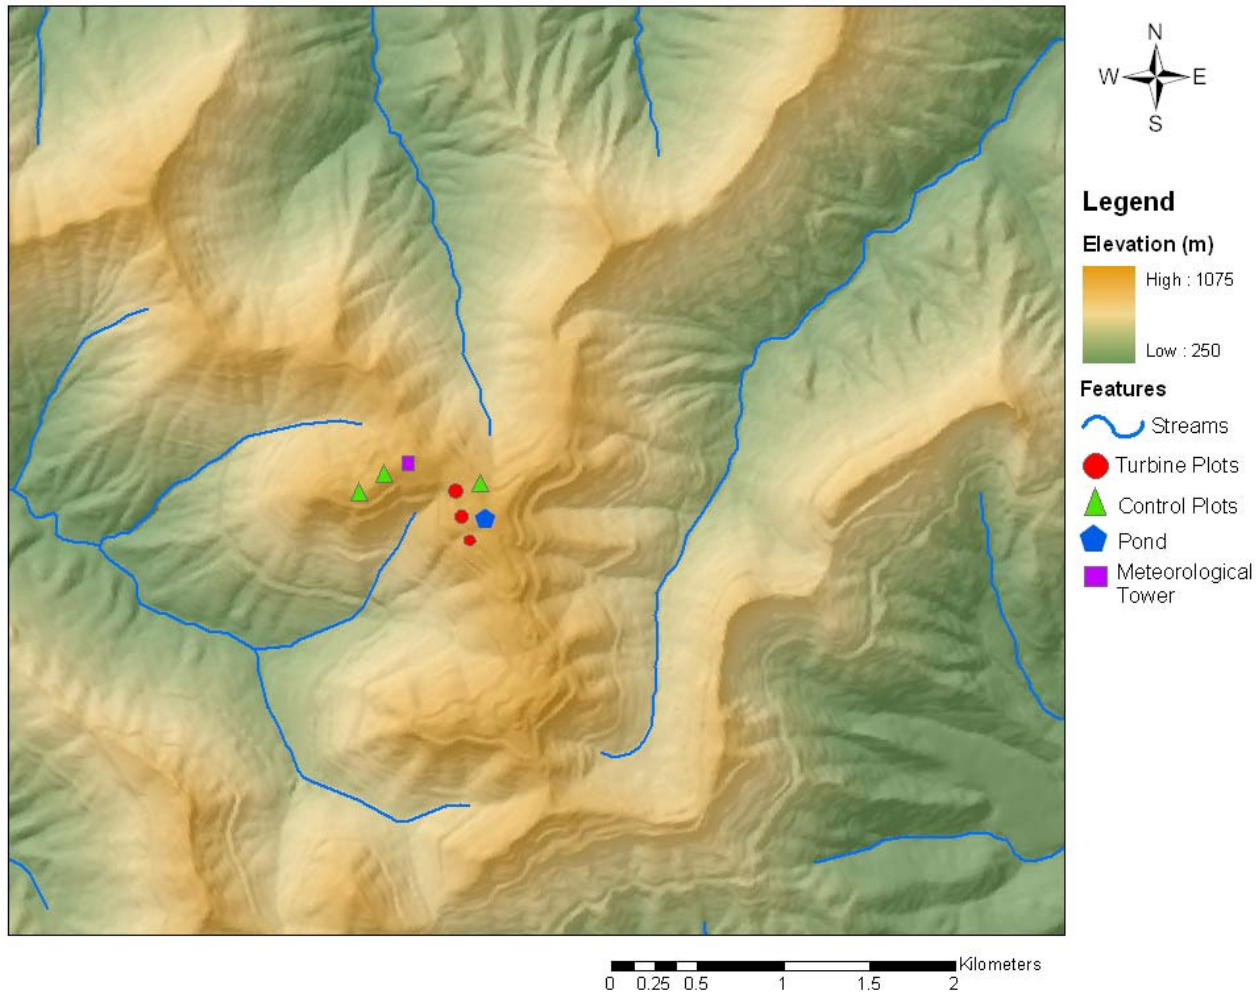 N
W E
S
Legend
Elevation (m)
High : 1075
Low : 250
Features
Streams
Turbine Plots
Control Plots
Pond
Meteorological
Tower
Kilometers
0 0.25 0.5 1 1.5 2